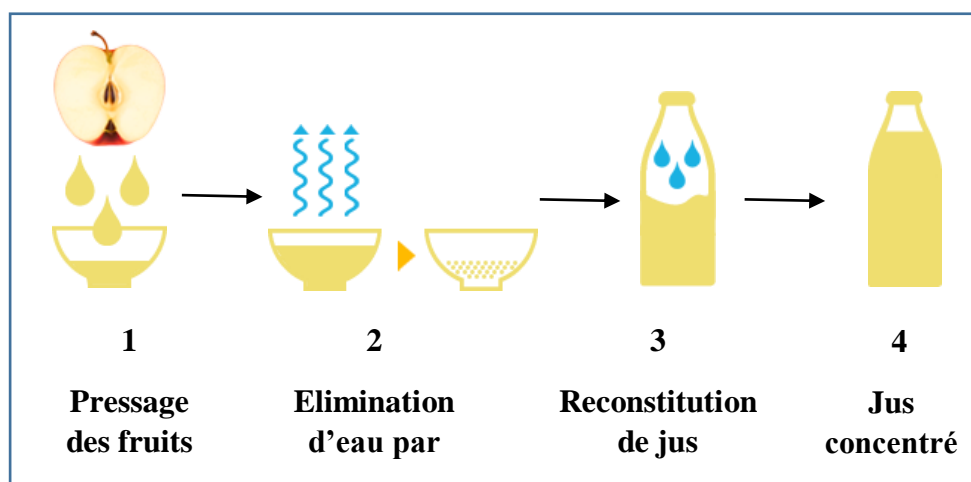 1
Pressage
des fruits
2
Elimination
d'eau par
3
Reconstitution
de jus
4
Jus
concentré